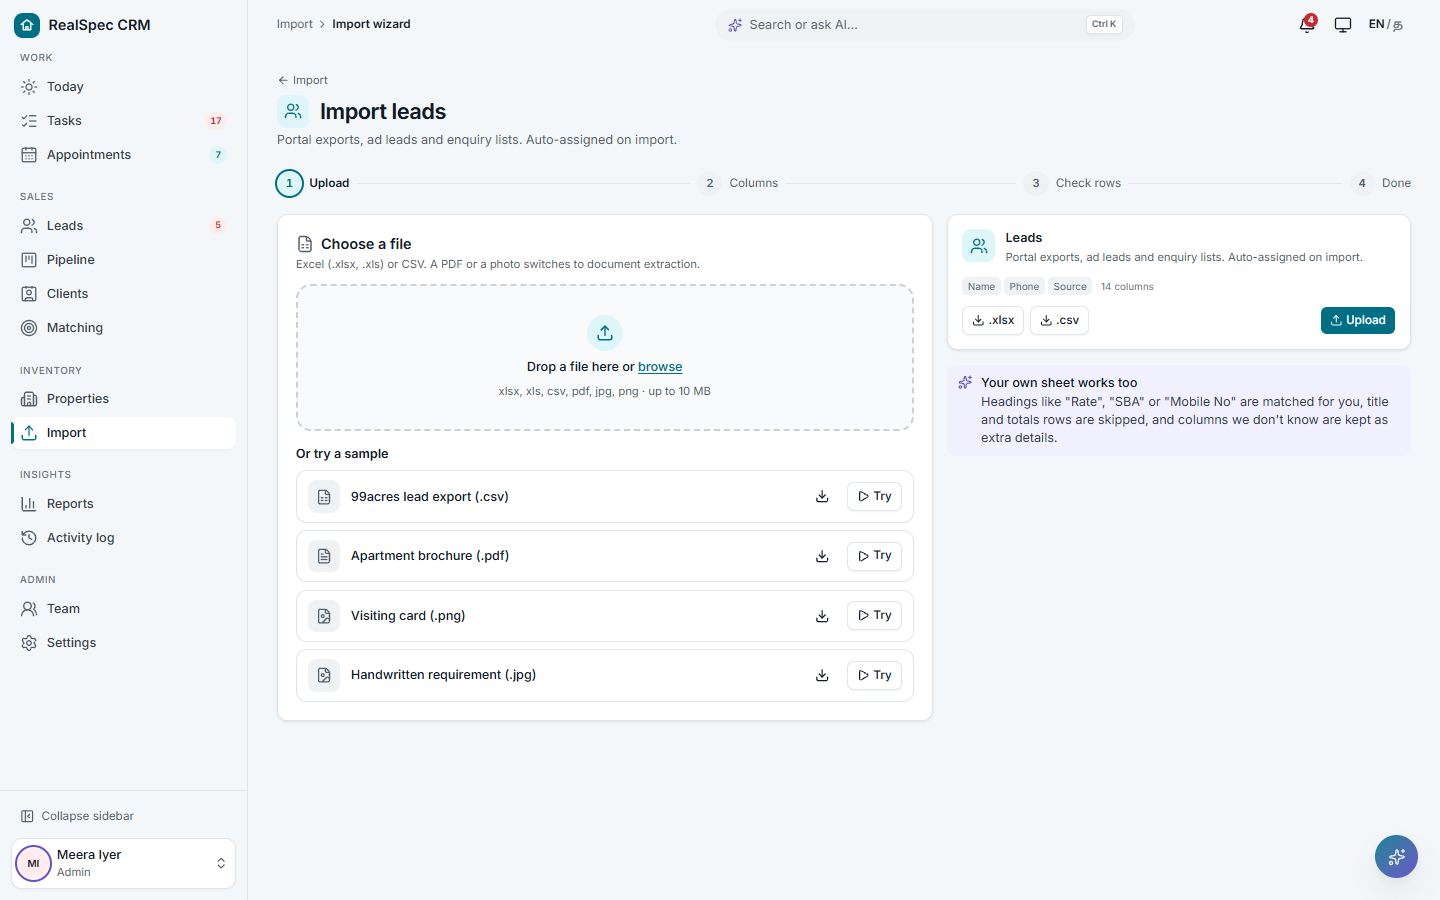 RealSpec CRM
WORK
Today
Tasks 17
Appointments 7
SALES
Leads 5
Pipeline
Clients
Matching
INVENTORY
Properties
Import
INSIGHTS
Reports
Activity log
ADMIN
Team
Settings
Collapse sidebar
MI
Meera Iyer
Admin
Import > Import wizard
Search or ask AI... Ctrl K
4
EN / த
← Import
Import leads
Portal exports, ad leads and enquiry lists. Auto-assigned on import.
1 Upload 2 Columns 3 Check rows 4 Done
Choose a file
Excel (.xlsx, .xls) or CSV. A PDF or a photo switches to document extraction.
Drop a file here or browse
xlsx, xls, csv, pdf, jpg, png · up to 10 MB
Or try a sample
99acres lead export (.csv) Try
Apartment brochure (.pdf) Try
Visiting card (.png) Try
Handwritten requirement (.jpg) Try
Leads
Portal exports, ad leads and enquiry lists. Auto-assigned on import.
Name Phone Source 14 columns
.xlsx .csv Upload
Your own sheet works too
Headings like "Rate", "SBA" or "Mobile No" are matched for you, title
and totals rows are skipped, and columns we don't know are kept as
extra details.